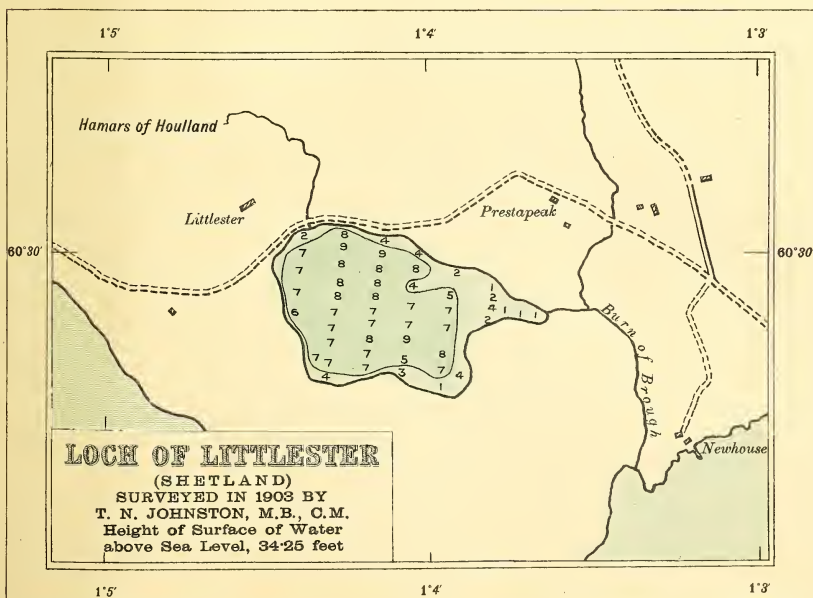 1°5' 1°4' 1°3'
Hamars of Houlland
Littlester
Prestapeak
60°30' 60°30'
2 8 4
7 9 9 4
7 8 8 8 2
8 8 4 1
7 8 8 5 2
6 7 7 7 7 4 1 1 1
7 7 7 7 2
7 8 9
7 7 7 5 8
4 3 7 4
1
Burn of Brough
Newhouse
LOCH OF LITTLESTER
(SHETLAND)
SURVEYED IN 1903 BY
T. N. JOHNSTON, M.B., C.M.
Height of Surface of Water
above Sea Level, 34·25 feet
1°5' 1°4' 1°3'